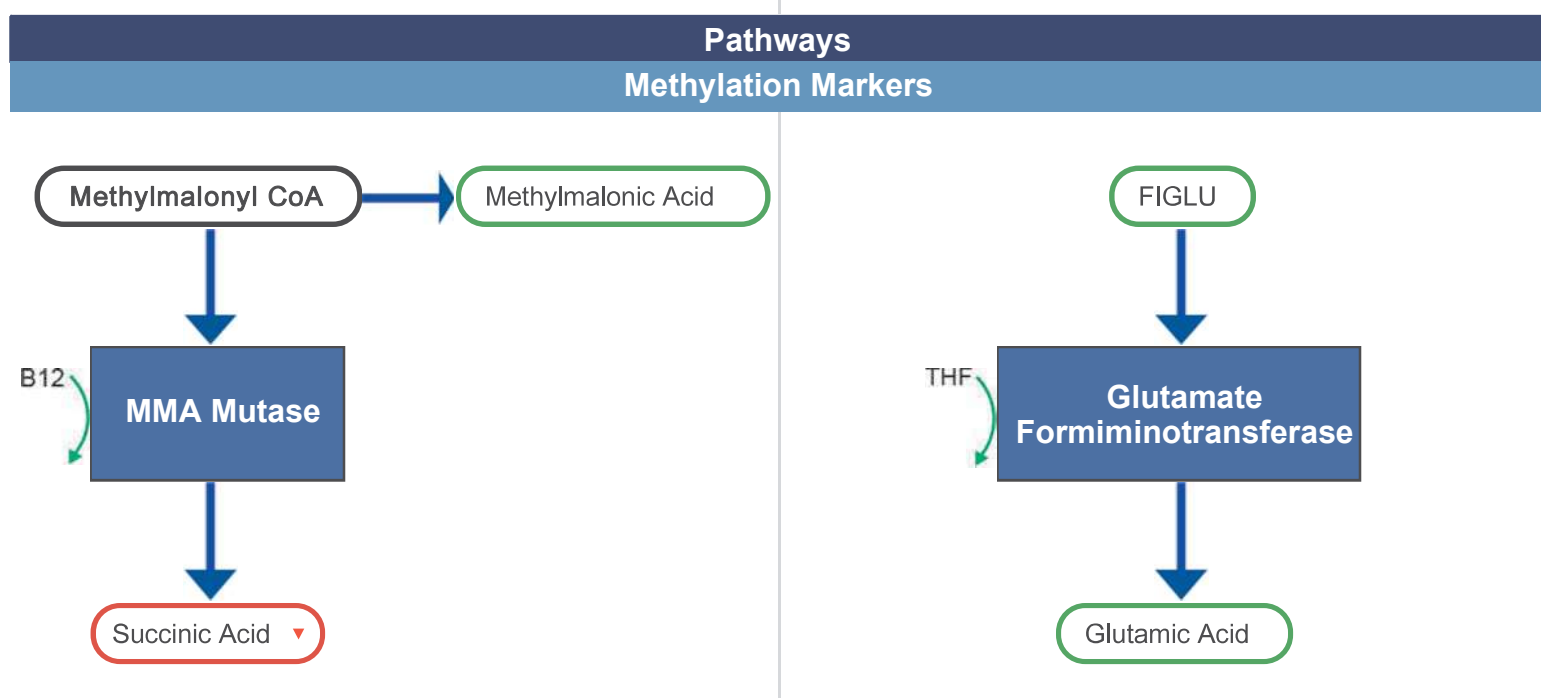 Pathways
Methylation Markers
Methylmalonyl CoA
Methylmalonic Acid
B12
MMA Mutase
Succinic Acid ▼
FIGLU
THF
Glutamate
Formiminotransferase
Glutamic Acid